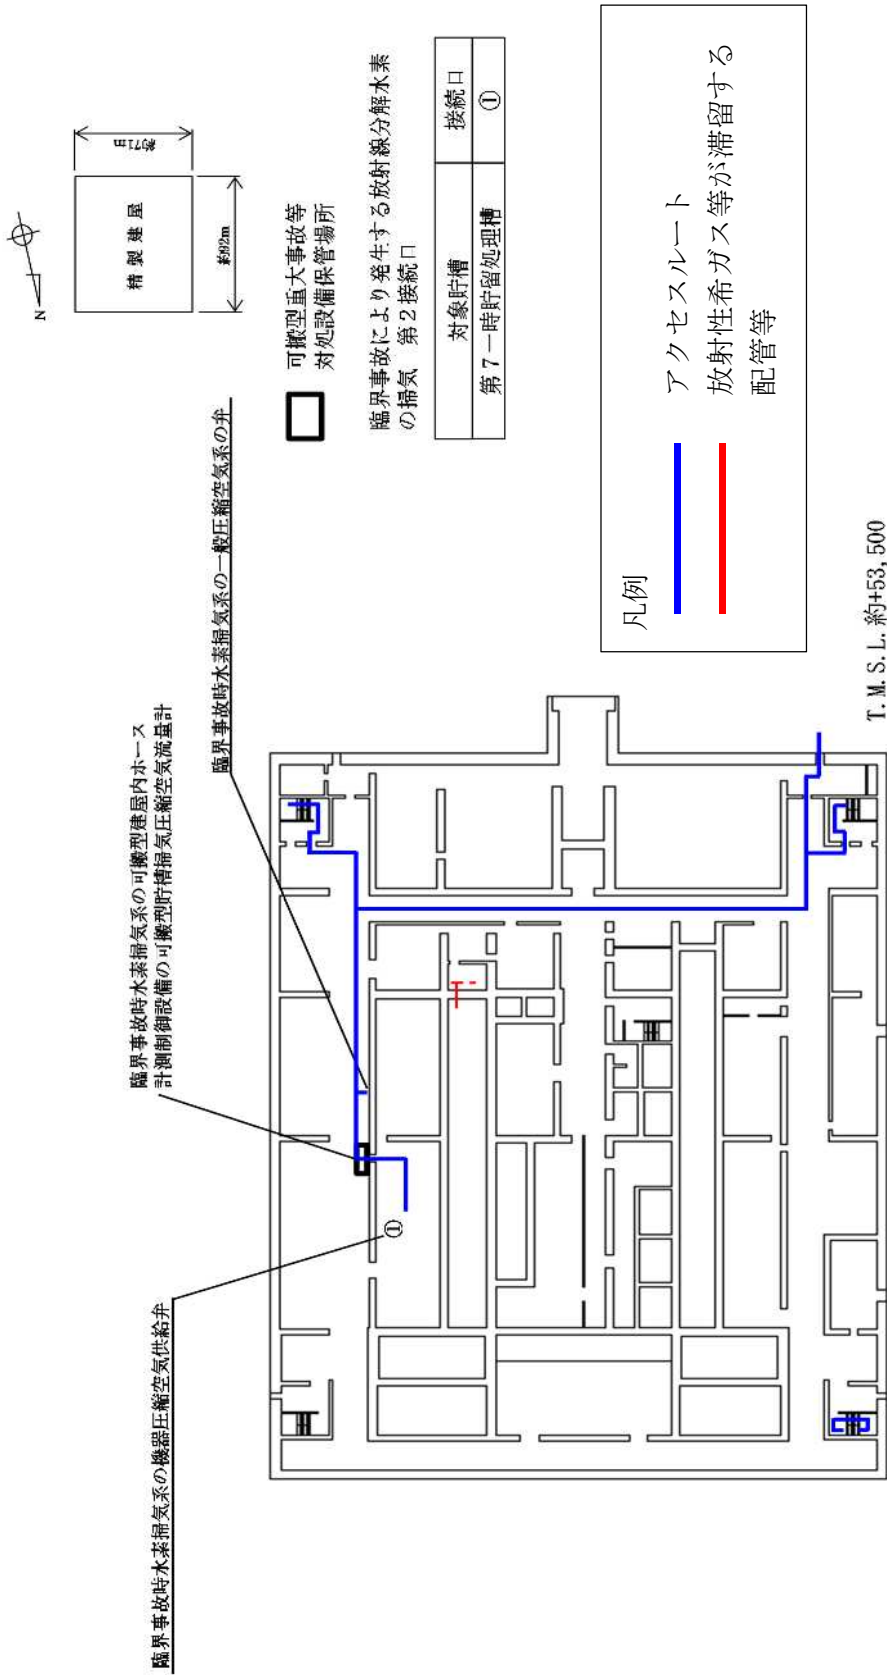 臨界事故時水素掃気系の機器圧縮空気供給弁
臨界事故時水素掃気系の可搬型建屋内ホース
計測制御設備の可搬型貯槽掃気圧縮空気流量計
臨界事故時水素掃気系の一般圧縮空気系の弁
①
N
精製建屋
約92m
可搬型重大事故等
対処設備保管場所
臨界事故により発生する放射線分解水素
の掃気 第2接続口
対象貯槽 接続口
第7一時貯留処理槽 ①
凡例
アクセスルート
放射性希ガス等が滞留する
配管等
T.M.S.L.約+53,500